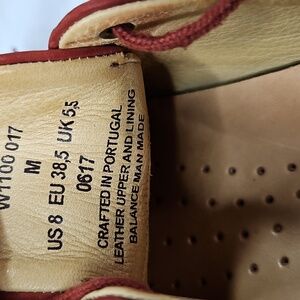 W1100 017
M
US 8 EU 38,5 UK 5,5
0617
CRAFTED IN PORTUGAL
LEATHER UPPER AND LINING
BALANCE MAN MADE